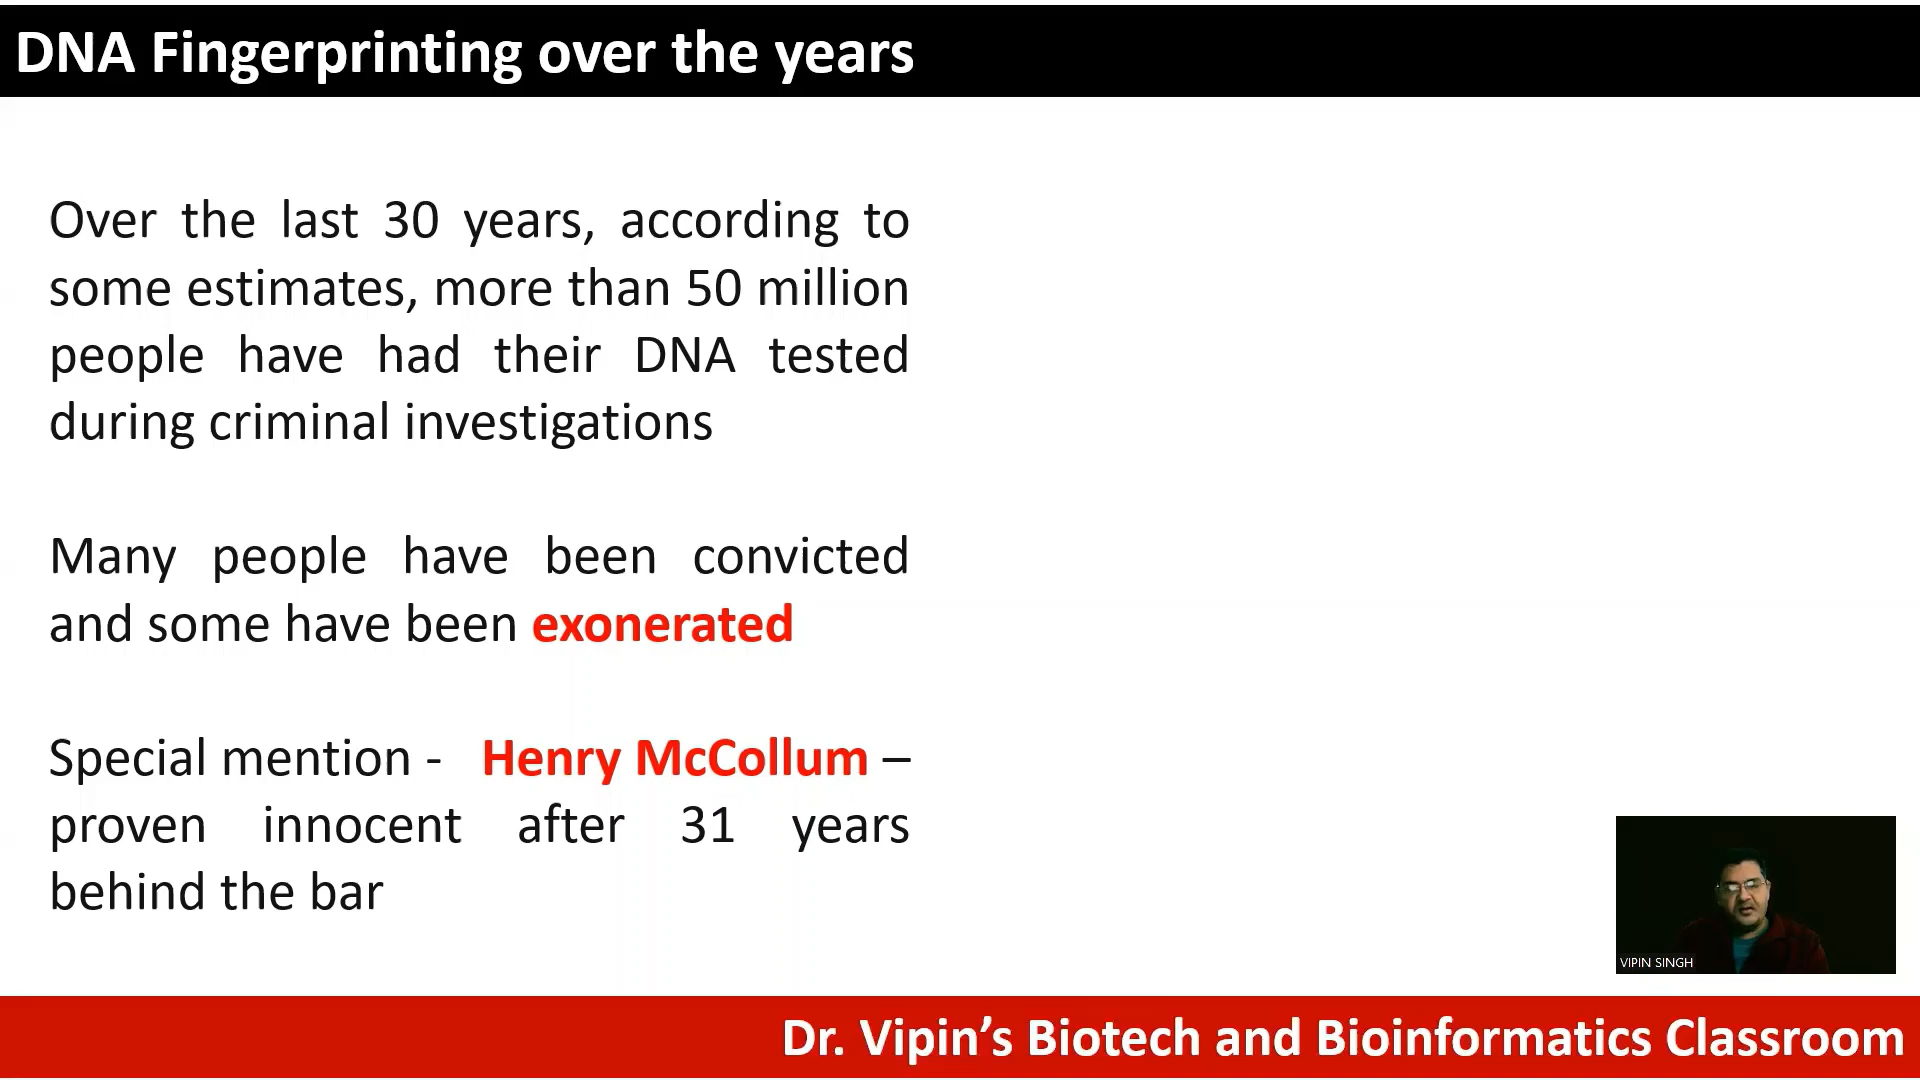 DNA Fingerprinting over the years
Over the last 30 years, according to
some estimates, more than 50 million
people have had their DNA tested
during criminal investigations
Many people have been convicted
and some have been exonerated
Special mention - Henry McCollum –
proven innocent after 31 years
behind the bar
VIPIN SINGH
Dr. Vipin’s Biotech and Bioinformatics Classroom